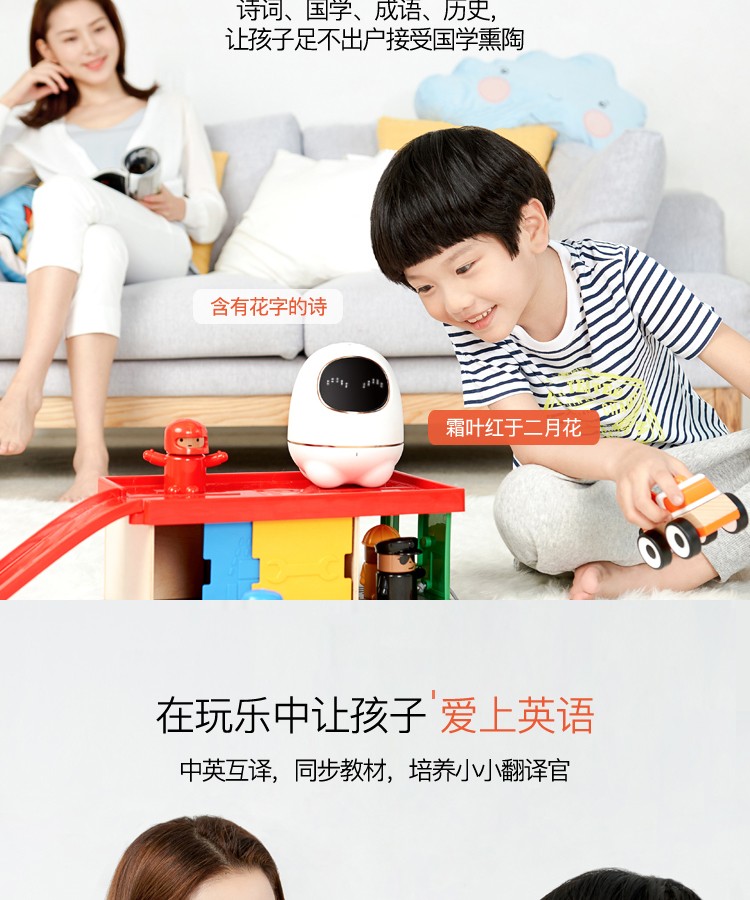 诗词、国学、成语、历史，
让孩子足不出户接受国学熏陶
含有花字的诗
霜叶红于二月花
在玩乐中让孩子'爱上英语
中英互译，同步教材，培养小小翻译官